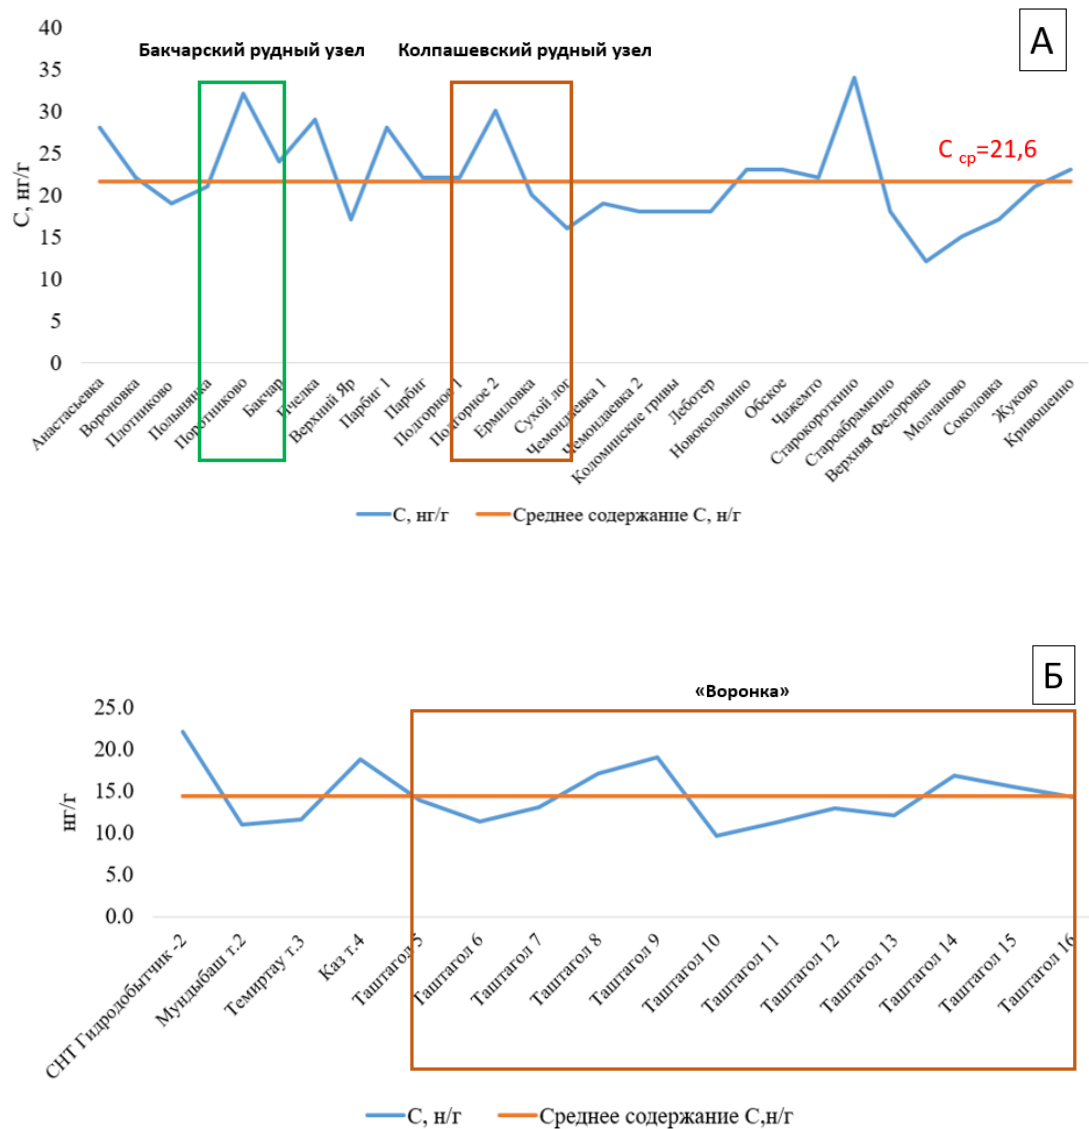 А
Бакчарский рудный узел
Колпашевский рудный узел
40
35
30
25
20
15
10
5
0
С, нг/г
С ср=21,6
Анастасьевка
Вороновка
Плотниково
Полынянка
Поротниково
Бакчар
Пчелка
Верхний Яр
Парбиг 1
Парбиг
Подгорное 1
Подгорное 2
Ермиловка
Сухой лог
Чемондаевка 1
Чемондаевка 2
Коломинские гривы
Леботер
Новоколомино
Обское
Чажемто
Старокороткино
Староабрамкино
Верхняя Федоровка
Молчаново
Соколовка
Жуково
Кривошеино
С, нг/г
Среднее содержание С, н/г
Б
«Воронка»
25.0
20.0
15.0
10.0
5.0
0.0
нг/г
СНТ Гидродобытчик -2
Мундыбаш т.2
Темиртау т.3
Каз т.4
Таштагол 5
Таштагол 6
Таштагол 7
Таштагол 8
Таштагол 9
Таштагол 10
Таштагол 11
Таштагол 12
Таштагол 13
Таштагол 14
Таштагол 15
Таштагол 16
С, н/г
Среднее содержание С,н/г